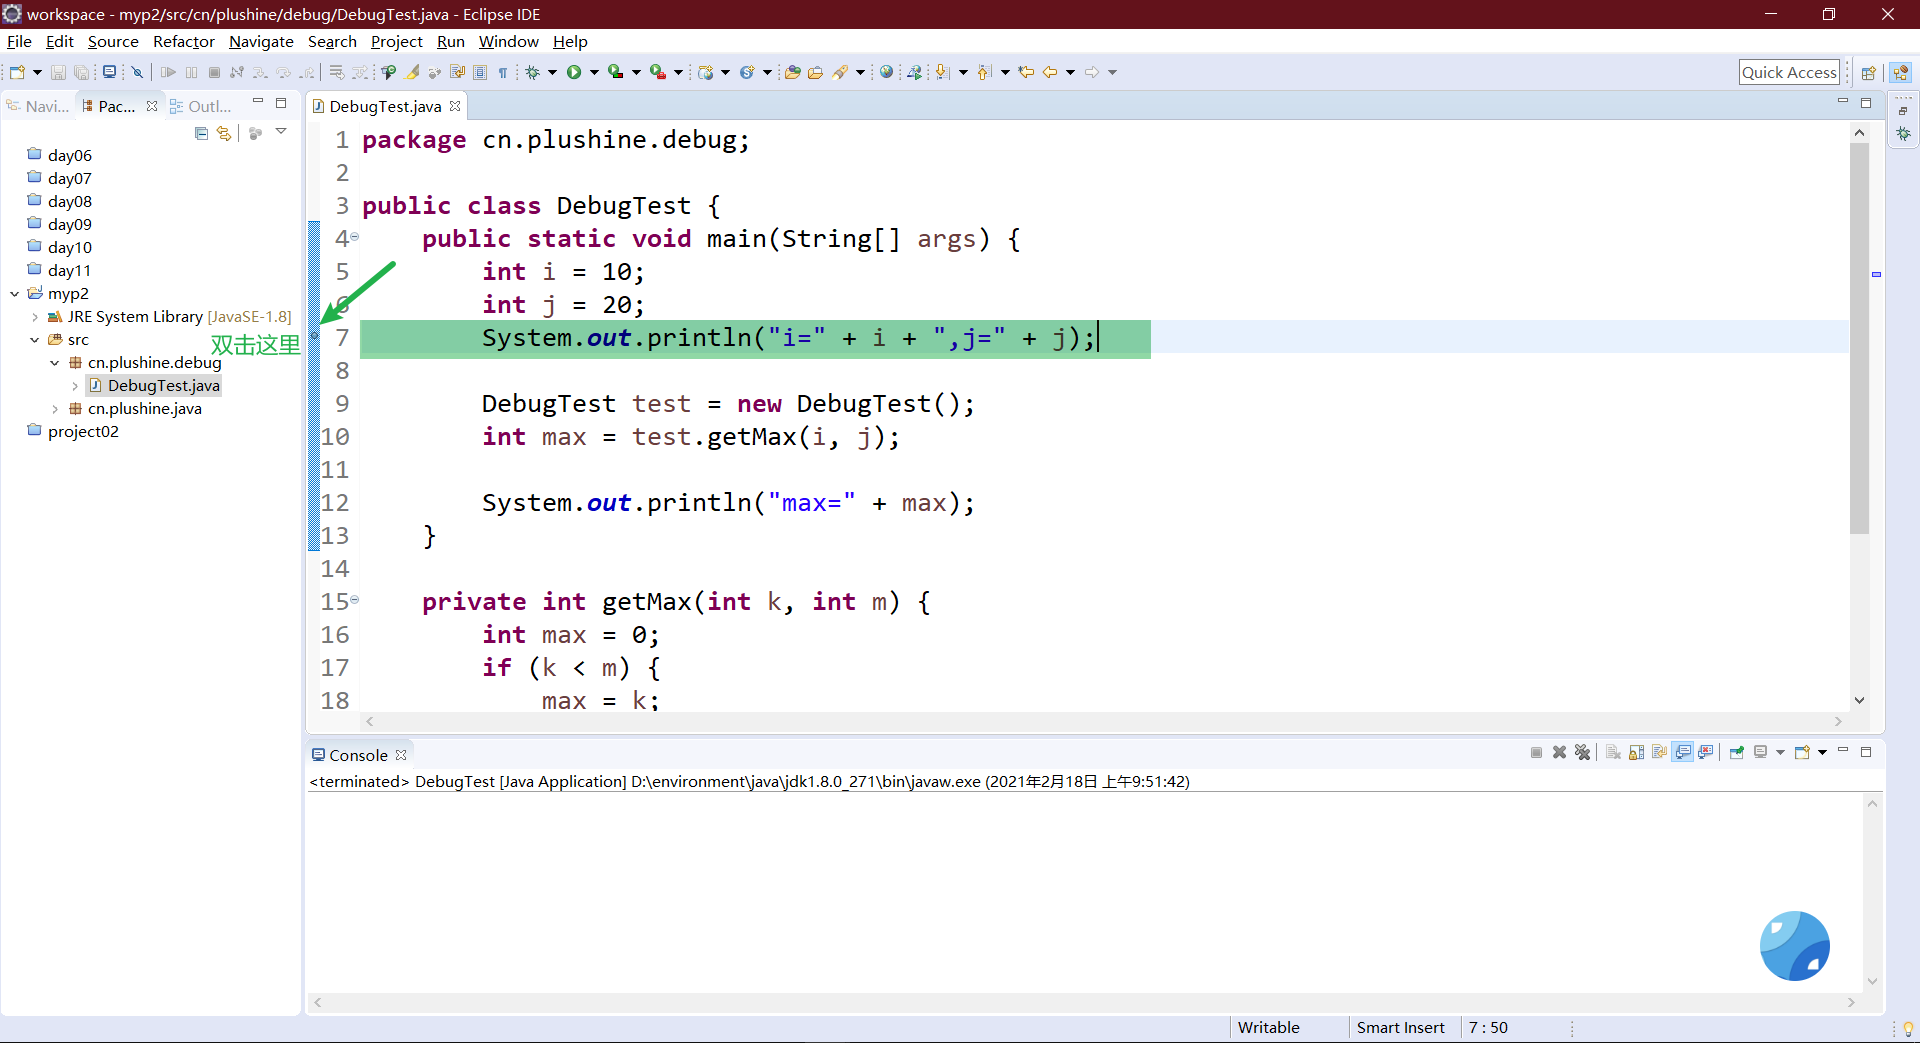 workspace - myp2/src/cn/plushine/debug/DebugTest.java - Eclipse IDE
File Edit Source Refactor Navigate Search Project Run Window Help
Quick Access
Navi... Pac... Outl...
day06
day07
day08
day09
day10
day11
myp2
JRE System Library [JavaSE-1.8]
src
双击这里
cn.plushine.debug
DebugTest.java
cn.plushine.java
project02
DebugTest.java
1 package cn.plushine.debug;
2
3 public class DebugTest {
4 public static void main(String[] args) {
5 int i = 10;
6 int j = 20;
7 System.out.println("i=" + i + ",j=" + j);
8
9 DebugTest test = new DebugTest();
10 int max = test.getMax(i, j);
11
12 System.out.println("max=" + max);
13 }
14
15 private int getMax(int k, int m) {
16 int max = 0;
17 if (k < m) {
18 max = k;
Console
<terminated> DebugTest [Java Application] D:\environment\java\jdk1.8.0_271\bin\javaw.exe (2021年2月18日 上午9:51:42)
Writable Smart Insert 7 : 50